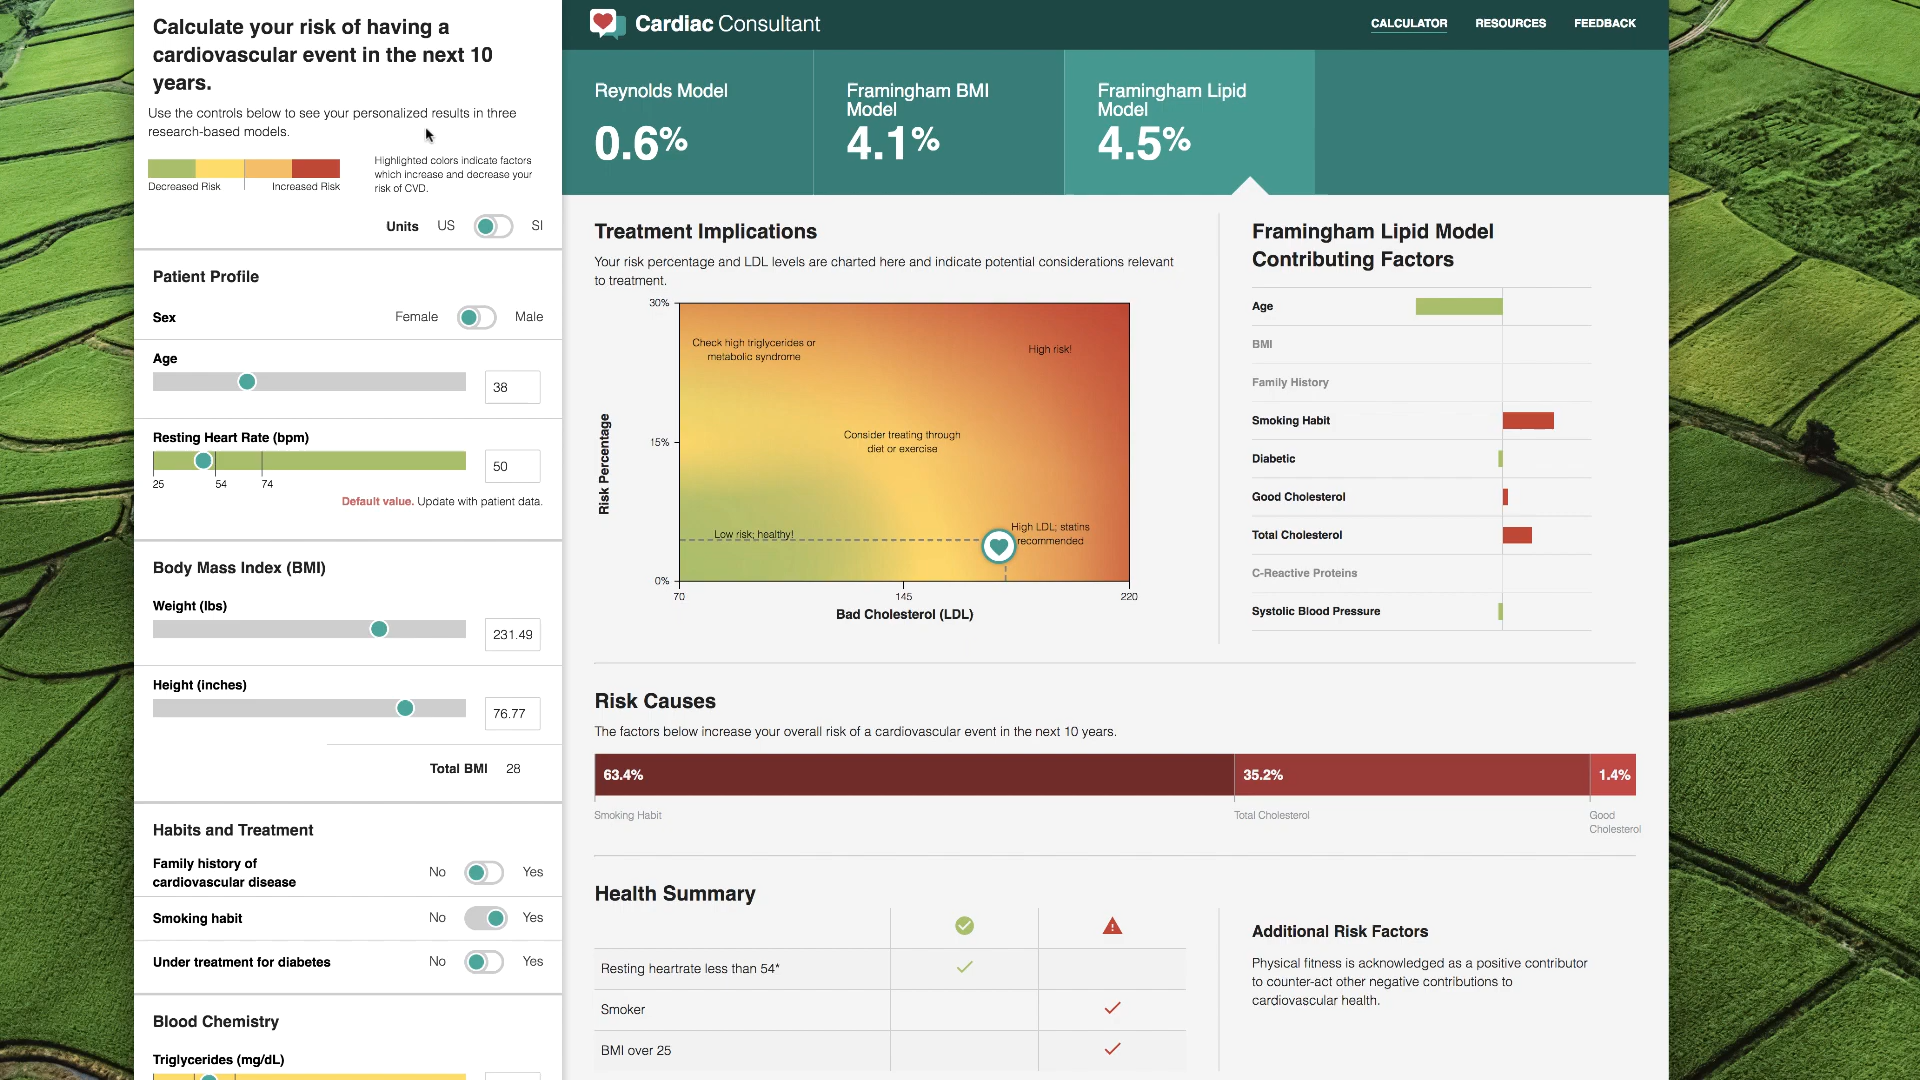 Calculate your risk of having a
cardiovascular event in the next 10
years.
Use the controls below to see your personalized results in three
research-based models.
Decreased Risk
Increased Risk
Highlighted colors indicate factors
which increase and decrease your
risk of CVD.
Units US SI
Patient Profile
Sex Female Male
Age
38
Resting Heart Rate (bpm)
50
25 54 74
Default value. Update with patient data.
Body Mass Index (BMI)
Weight (lbs)
231.49
Height (inches)
76.77
Total BMI 28
Habits and Treatment
Family history of
cardiovascular disease
No Yes
Smoking habit No Yes
Under treatment for diabetes No Yes
Blood Chemistry
Triglycerides (mg/dL)
Cardiac Consultant
CALCULATOR RESOURCES FEEDBACK
Reynolds Model
0.6%
Framingham BMI
Model
4.1%
Framingham Lipid
Model
4.5%
Treatment Implications
Your risk percentage and LDL levels are charted here and indicate potential considerations relevant
to treatment.
30%
15%
0%
Risk Percentage
Check high triglycerides or
metabolic syndrome
High risk!
Consider treating through
diet or exercise
Low risk; healthy!
High LDL; statins
recommended
70 145 220
Bad Cholesterol (LDL)
Framingham Lipid Model
Contributing Factors
Age
BMI
Family History
Smoking Habit
Diabetic
Good Cholesterol
Total Cholesterol
C-Reactive Proteins
Systolic Blood Pressure
Risk Causes
The factors below increase your overall risk of a cardiovascular event in the next 10 years.
63.4% 35.2% 1.4%
Smoking Habit
Total Cholesterol
Good
Cholesterol
Health Summary
Resting heartrate less than 54*
Smoker
BMI over 25
Additional Risk Factors
Physical fitness is acknowledged as a positive contributor
to counter-act other negative contributions to
cardiovascular health.